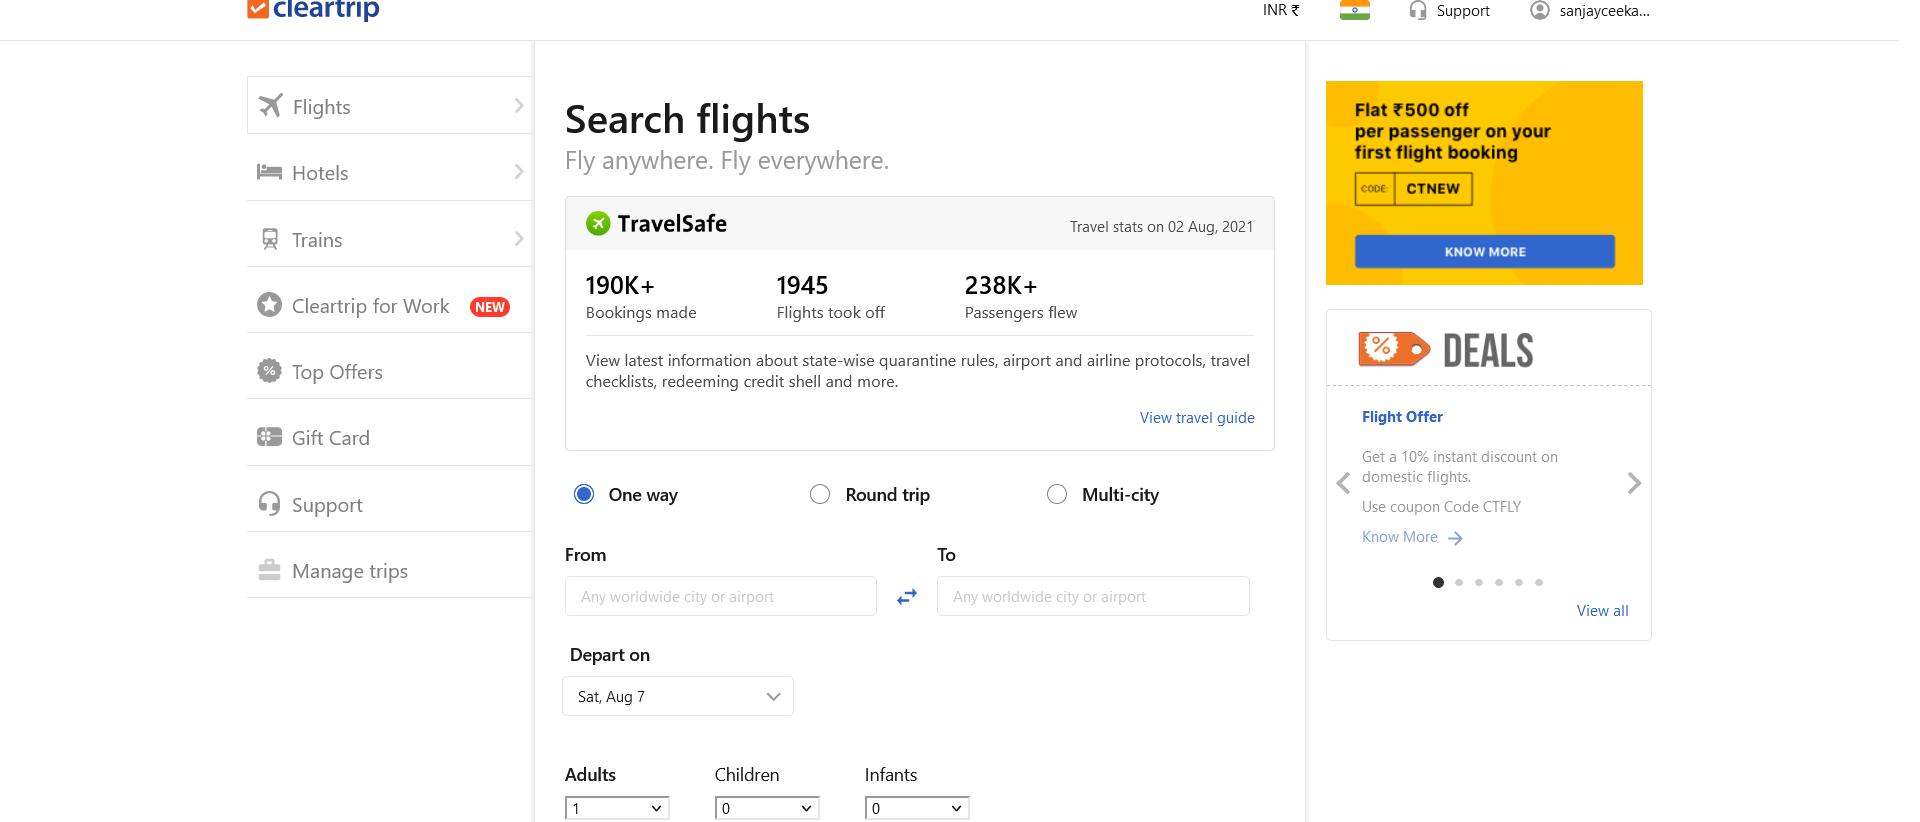 cleartrip
INR ₹
Support
sanjayceeka...
Flights
Hotels
Trains
Cleartrip for Work NEW
Top Offers
Gift Card
Support
Manage trips
Search flights
Fly anywhere. Fly everywhere.
TravelSafe
Travel stats on 02 Aug, 2021
190K+
Bookings made
1945
Flights took off
238K+
Passengers flew
View latest information about state-wise quarantine rules, airport and airline protocols, travel
checklists, redeeming credit shell and more.
View travel guide
One way
Round trip
Multi-city
From
Any worldwide city or airport
To
Any worldwide city or airport
Depart on
Sat, Aug 7
Adults
1
Children
0
Infants
0
Flat ₹500 off
per passenger on your
first flight booking
CODE: CTNEW
KNOW MORE
% DEALS
Flight Offer
Get a 10% instant discount on
domestic flights.
Use coupon Code CTFLY
Know More
View all